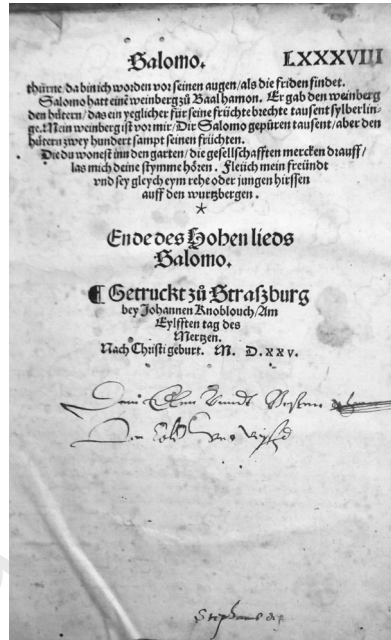 Salomo. LXXXVIII
thürne da bin ich worden vor seinen augen/als die friden findet.
Salomo hatt eine weinberg zů Baal hamon. Er gab den weinberg
den hütern/das ein yeglicher für seine früchte brechte tausent sylberlin-
ge. Mein weinberg ist vor mir/Dir Salomo gepüren tausent/aber den
hütern zwey hundert sampt seinen früchten.
Die du wonest inn den garten/die gesellschafften mercken drauff/
las mich deine stymme hören. Fleüch mein freündt
vnd sey gleych eym rehe oder jungen hirssen
auff den wurtzbergen.
*
Ende des Hohen lieds
Salomo.
¶ Getruckt zů Straszburg
bey Johannen Knoblouch/Am
Eylfften tag des
Mertzen.
Nach Christi geburt. M. D. xxv.